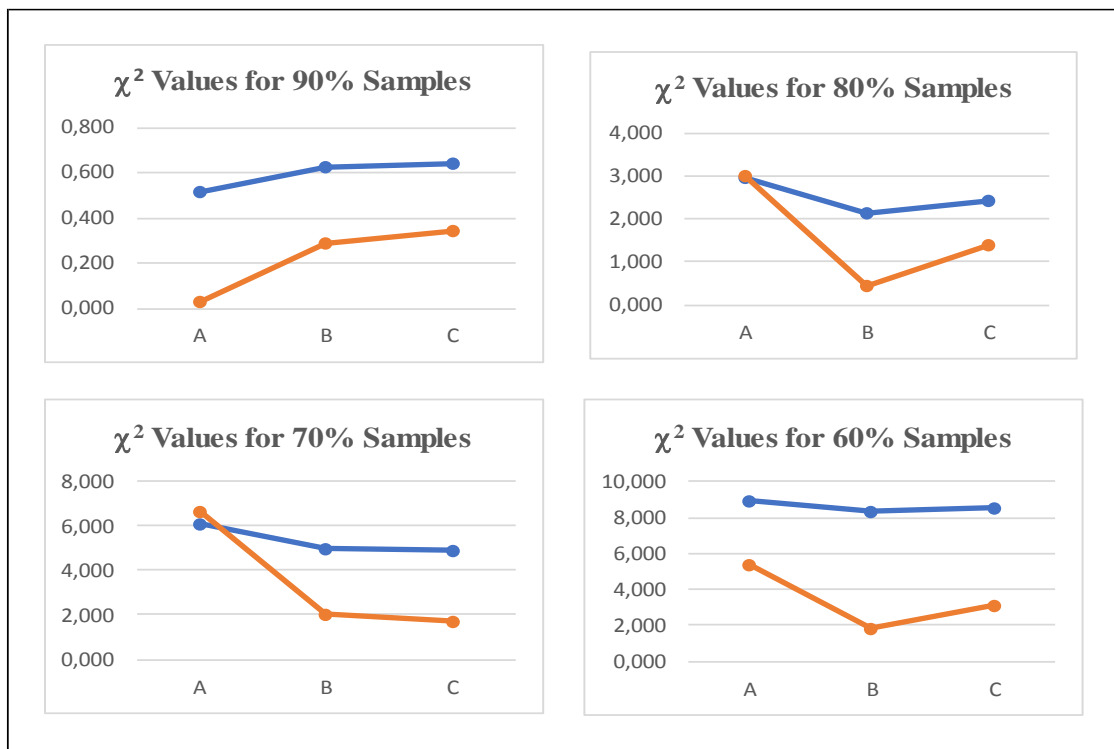 χ² Values for 90% Samples
0,800
0,600
0,400
0,200
0,000
A B C
χ² Values for 80% Samples
4,000
3,000
2,000
1,000
0,000
A B C
χ² Values for 70% Samples
8,000
6,000
4,000
2,000
0,000
A B C
χ² Values for 60% Samples
10,000
8,000
6,000
4,000
2,000
0,000
A B C